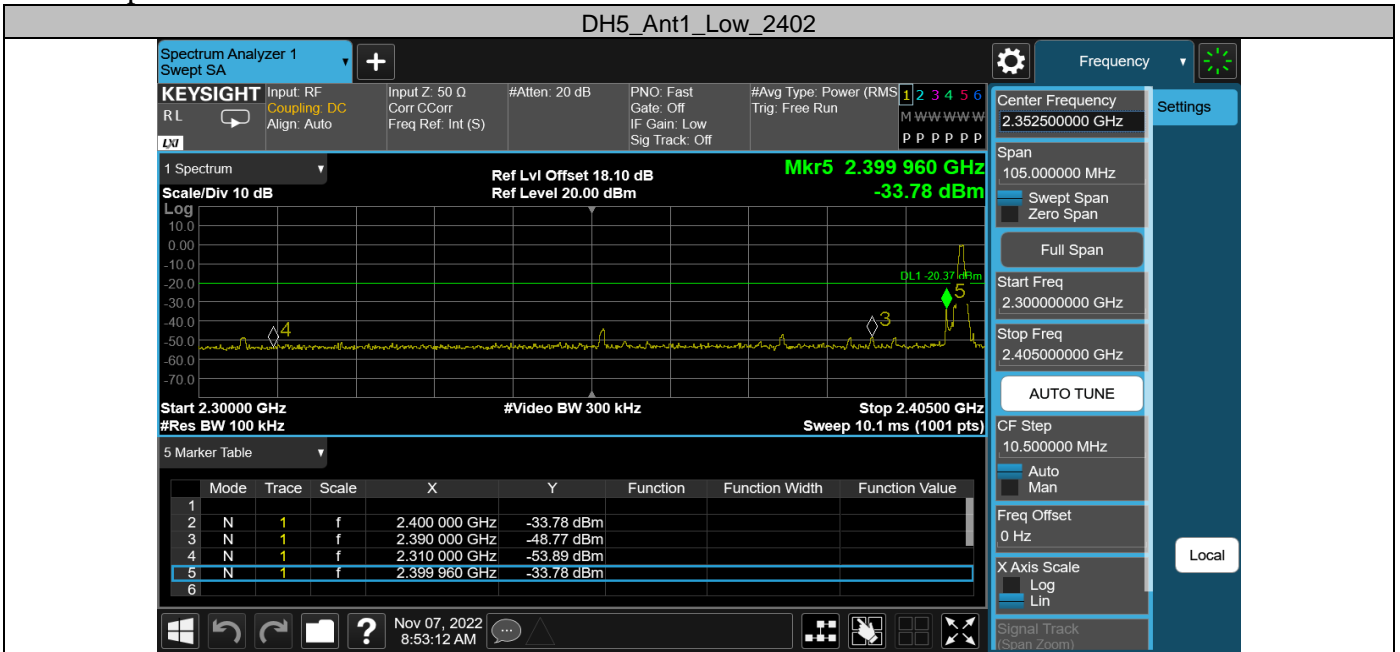 DH5_Ant1_Low_2402
Spectrum Analyzer 1
Swept SA
Frequency
KEYSIGHT
RL
LXI
Input: RF
Coupling: DC
Align: Auto
Input Z: 50 Ω
Corr CCorr
Freq Ref: Int (S)
#Atten: 20 dB
PNO: Fast
Gate: Off
IF Gain: Low
Sig Track: Off
#Avg Type: Power (RMS
Trig: Free Run
1 2 3 4 5 6
M W W W W W
P P P P P P
1 Spectrum
Scale/Div 10 dB
Ref Lvl Offset 18.10 dB
Ref Level 20.00 dBm
Mkr5 2.399 960 GHz
-33.78 dBm
Log
10.0
0.00
-10.0
-20.0
-30.0
-40.0
-50.0
-60.0
-70.0
DL1 -20.37 dBm
5
3
4
Start 2.30000 GHz
#Video BW 300 kHz
Stop 2.40500 GHz
#Res BW 100 kHz
Sweep 10.1 ms (1001 pts)
5 Marker Table
Mode Trace Scale X Y Function Function Width Function Value
1
2 N 1 f 2.400 000 GHz -33.78 dBm
3 N 1 f 2.390 000 GHz -48.77 dBm
4 N 1 f 2.310 000 GHz -53.89 dBm
5 N 1 f 2.399 960 GHz -33.78 dBm
6
?
Nov 07, 2022
8:53:12 AM
Center Frequency
2.352500000 GHz
Settings
Span
105.000000 MHz
Swept Span
Zero Span
Full Span
Start Freq
2.300000000 GHz
Stop Freq
2.405000000 GHz
AUTO TUNE
CF Step
10.500000 MHz
Auto
Man
Freq Offset
0 Hz
Local
X Axis Scale
Log
Lin
Signal Track
(Span Zoom)